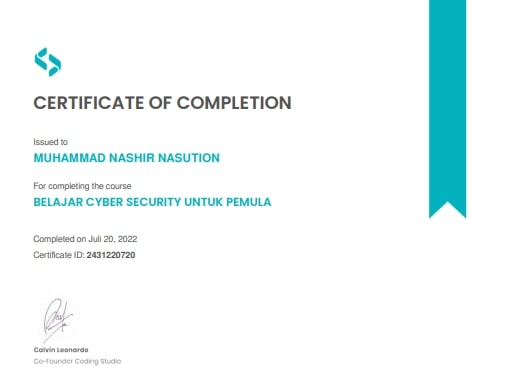 CERTIFICATE OF COMPLETION
Issued to
MUHAMMAD NASHIR NASUTION
For completing the course
BELAJAR CYBER SECURITY UNTUK PEMULA
Completed on Juli 20, 2022
Certificate ID: 2431220720
Calvin Leonardo
Co-Founder Coding Studio